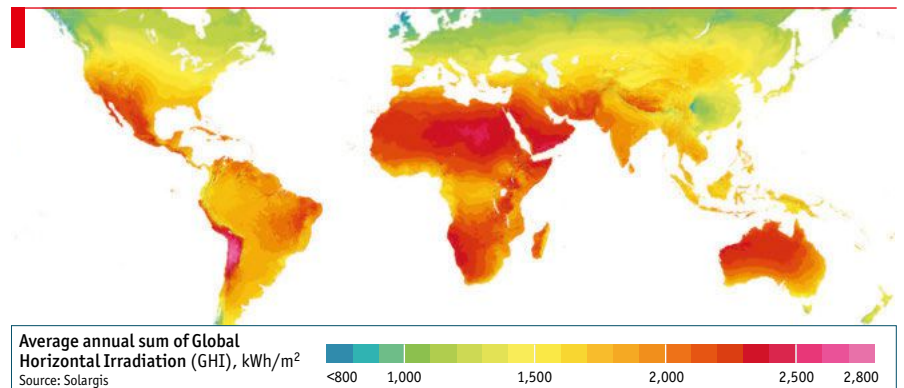 Average annual sum of Global
Horizontal Irradiation (GHI), kWh/m²
Source: Solargis
<800 1,000 1,500 2,000 2,500 2,800